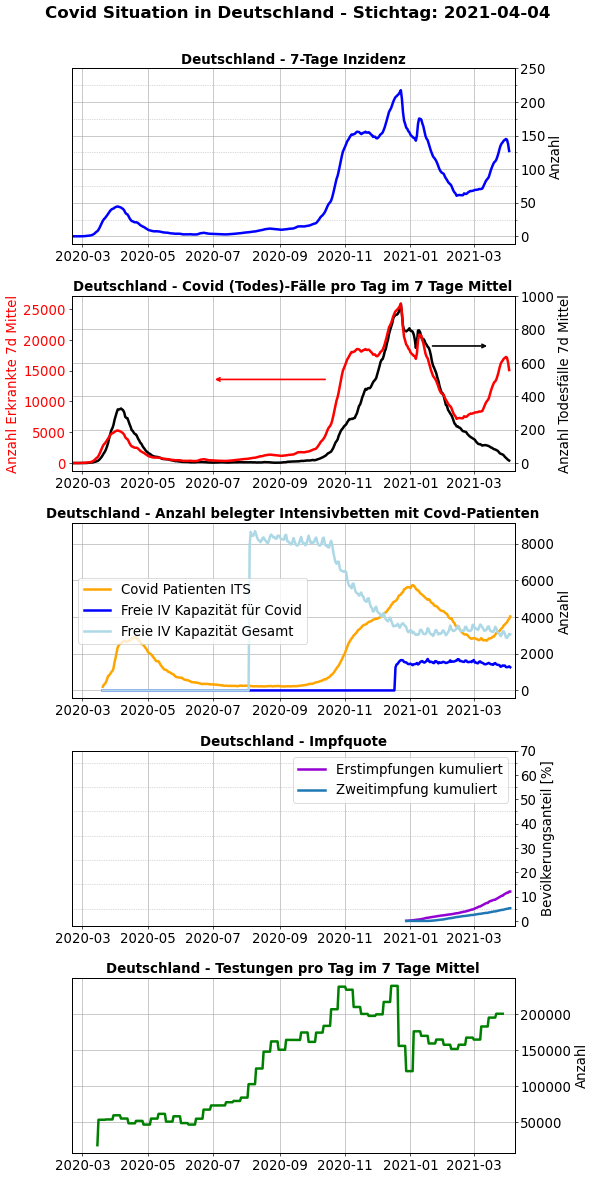 Covid Situation in Deutschland - Stichtag: 2021-04-04
Deutschland - 7-Tage Inzidenz
250
200
150
100
50
0
Anzahl
2020-03 2020-05 2020-07 2020-09 2020-11 2021-01 2021-03
Deutschland - Covid (Todes)-Fälle pro Tag im 7 Tage Mittel
Anzahl Erkrankte 7d Mittel
25000
20000
15000
10000
5000
0
1000
800
600
400
200
0
Anzahl Todesfälle 7d Mittel
2020-03 2020-05 2020-07 2020-09 2020-11 2021-01 2021-03
Deutschland - Anzahl belegter Intensivbetten mit Covd-Patienten
Covid Patienten ITS
Freie IV Kapazität für Covid
Freie IV Kapazität Gesamt
8000
6000
4000
2000
0
Anzahl
2020-03 2020-05 2020-07 2020-09 2020-11 2021-01 2021-03
Deutschland - Impfquote
Erstimpfungen kumuliert
Zweitimpfung kumuliert
70
60
50
40
30
20
10
0
Bevölkerungsanteil [%]
2020-03 2020-05 2020-07 2020-09 2020-11 2021-01 2021-03
Deutschland - Testungen pro Tag im 7 Tage Mittel
200000
150000
100000
50000
Anzahl
2020-03 2020-05 2020-07 2020-09 2020-11 2021-01 2021-03